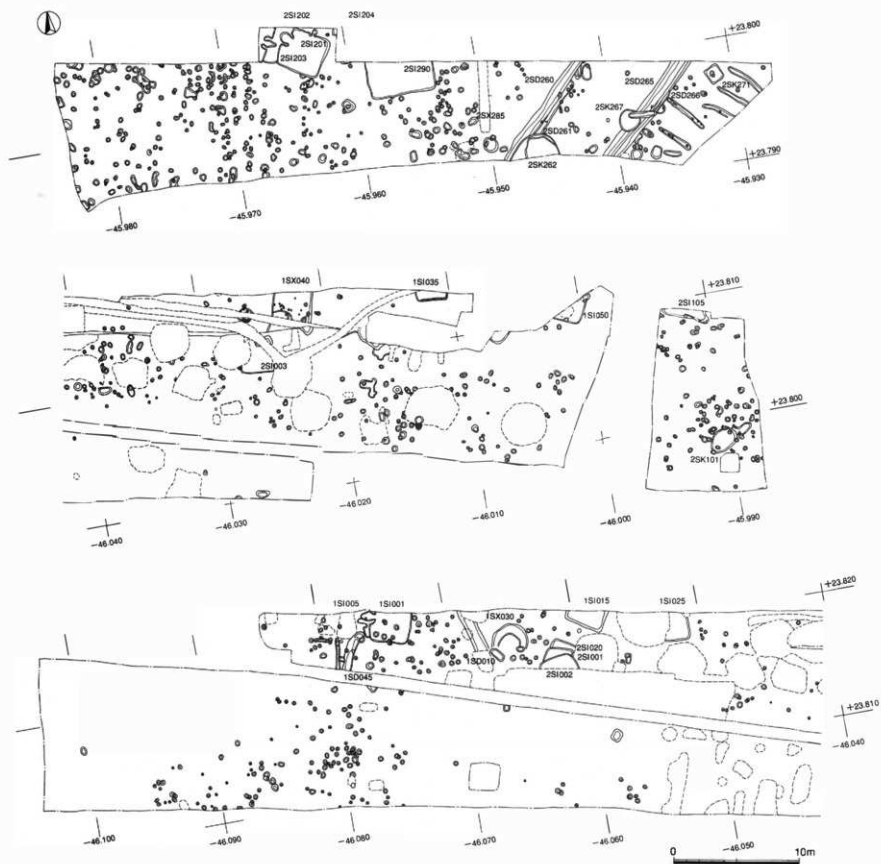 2SI202 2SI204
2SI201
2SI203
+23.800
2SI290
2SD260
2SD265
2SK271
2SD266
2SK267
2SX285
2SD261
2SK262
+23.790
-45.980
-45.970
-45.960
-45.950
-45.940
-45.930
1SX040
1SI035
1SI050
2SI105
+23.810
2SI003
+23.800
2SK101
-46.040
-46.030
-46.020
-46.010
-46.000
-45.990
+23.820
1SI005 1SI001
1SI015
1SI025
1SX030
2SI020
2SI001
1SD010
2SI002
1SD045
+23.810
-46.040
-46.100
-46.090
-46.080
-46.070
-46.060
-46.050
0 10m